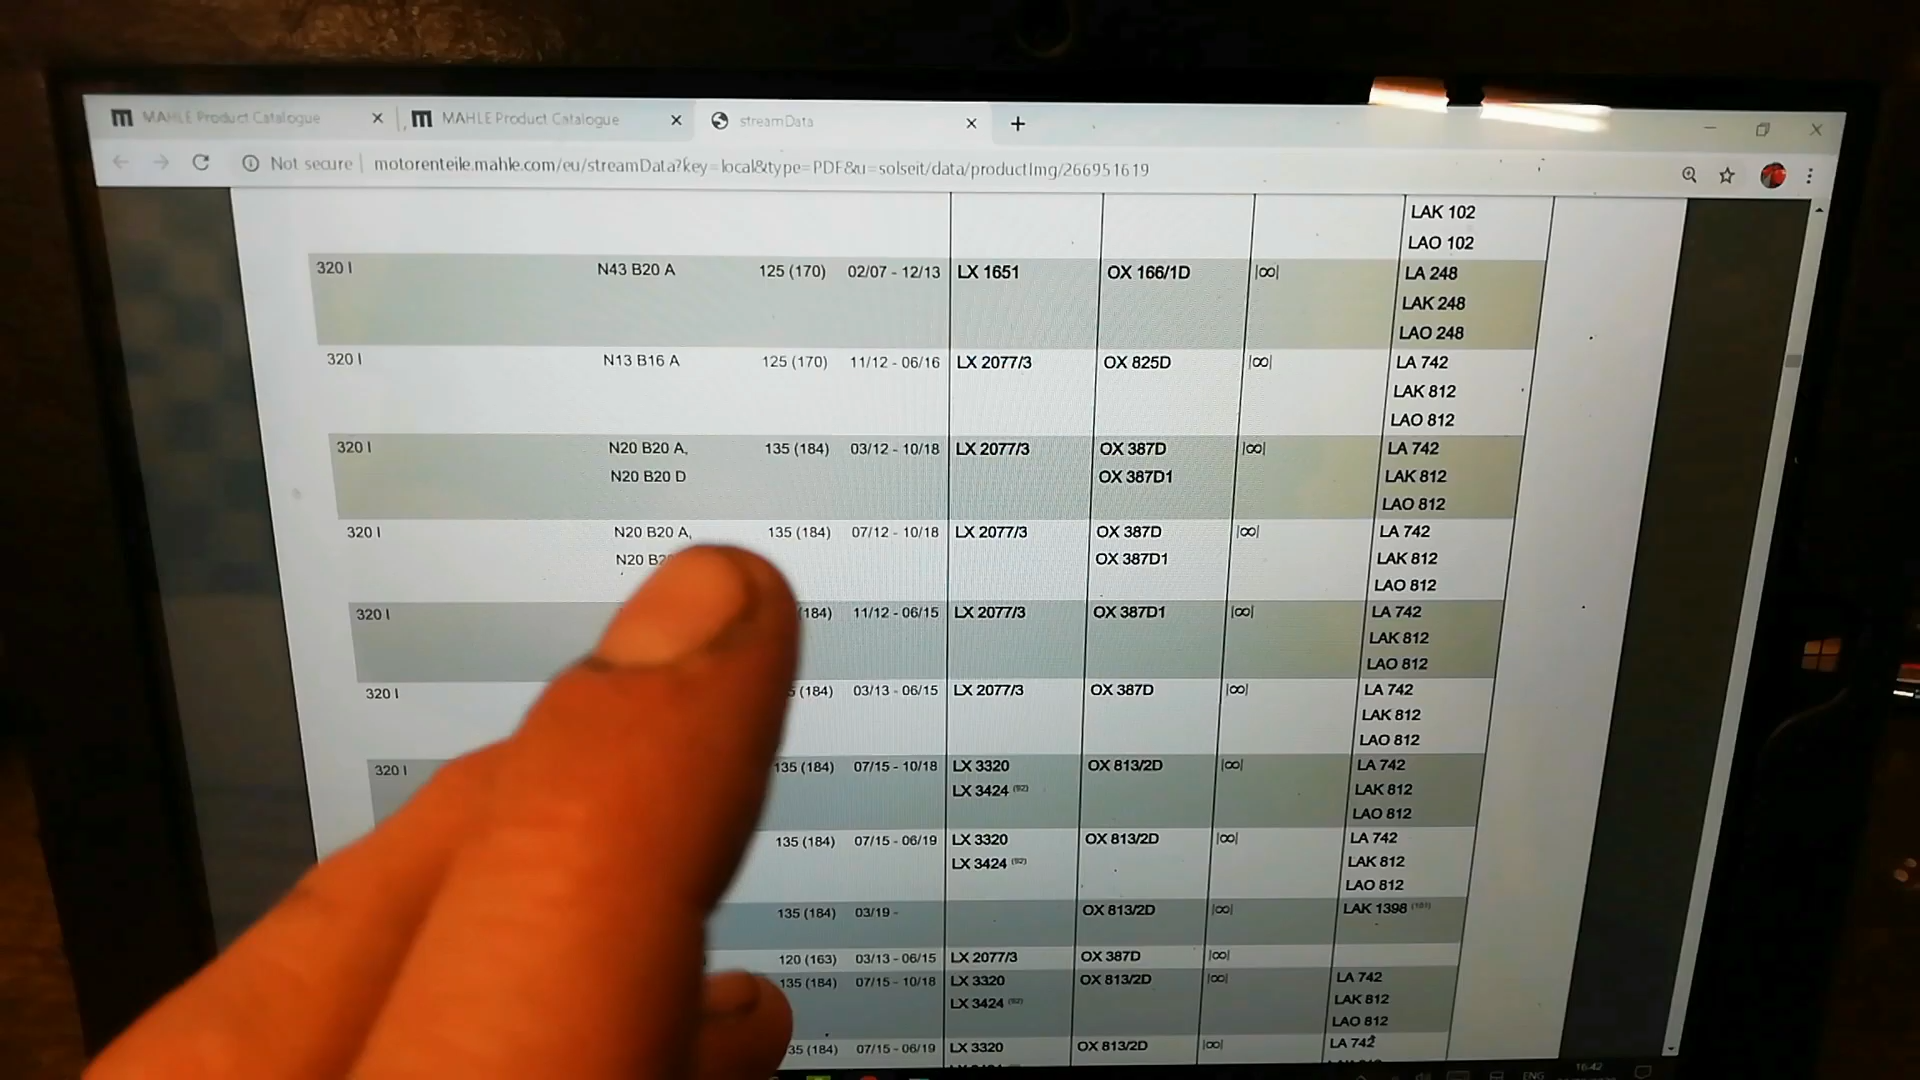 MAHLE Product Catalogue
MAHLE Product Catalogue
streamData
Not secure | motorenteile.mahle.com/eu/streamData?key=local&type=PDF&u=solseit/data/productImg/266951619
LAK 102
LAO 102
320 I N43 B20 A 125 (170) 02/07 - 12/13 LX 1651 OX 166/1D |∞| LA 248
LAK 248
LAO 248
320 I N13 B16 A 125 (170) 11/12 - 06/16 LX 2077/3 OX 825D |∞| LA 742
LAK 812
LAO 812
320 I N20 B20 A, 135 (184) 03/12 - 10/18 LX 2077/3 OX 387D |∞| LA 742
N20 B20 D OX 387D1 LAK 812
LAO 812
320 I N20 B20 A, 135 (184) 07/12 - 10/18 LX 2077/3 OX 387D |∞| LA 742
N20 OX 387D1 LAK 812
LAO 812
320 I (184) 11/12 - 06/15 LX 2077/3 OX 387D1 |∞| LA 742
LAK 812
LAO 812
320 I (184) 03/13 - 06/15 LX 2077/3 OX 387D |∞| LA 742
LAK 812
LAO 812
320 I 135 (184) 07/15 - 10/18 LX 3320 OX 813/2D |∞| LA 742
LX 3424 (92) LAK 812
LAO 812
135 (184) 07/15 - 06/19 LX 3320 OX 813/2D |∞| LA 742
LX 3424 (92) LAK 812
LAO 812
135 (184) 03/19 - OX 813/2D |∞| LAK 1398
120 (163) 03/13 - 06/15 LX 2077/3 OX 387D |∞|
135 (184) 07/15 - 10/18 LX 3320 OX 813/2D |∞| LA 742
LX 3424 (92) LAK 812
LAO 812
35 (184) 07/15 - 06/19 LX 3320 OX 813/2D |∞| LA 742
ENG 16:42